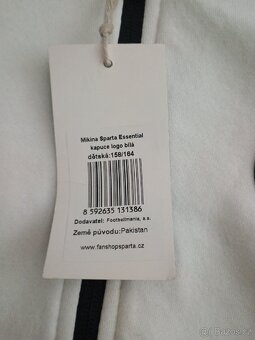 Mikina Sparta Essential
kapuce logo bílá
dětská:158/164
8 592635 131386
Dodavatel: Footballmania, a.s.
Země původu:Pakistan
www.fanshopsparta.cz